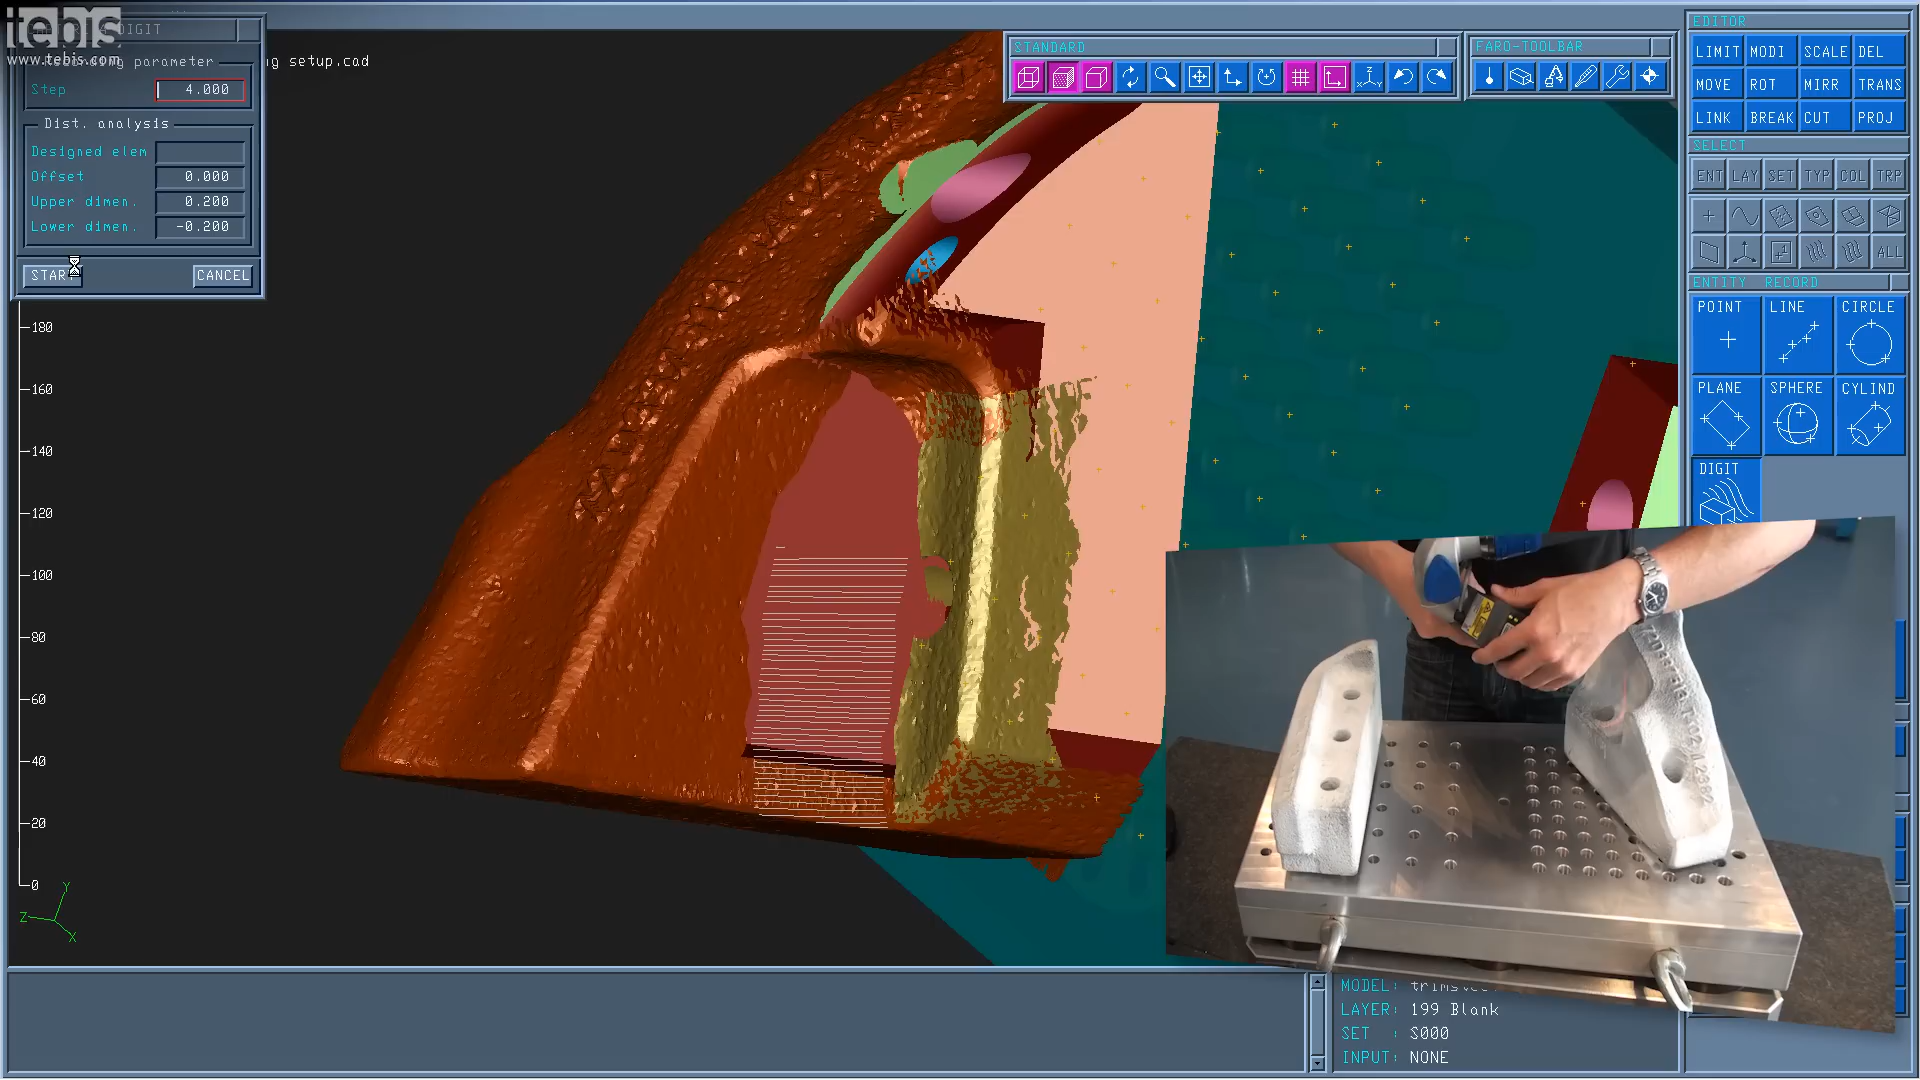 tebis
www.tebis.com
DIGIT
parameter
g setup.cad
Step 4.000
Dist. analysis
Designed elem
Offset 0.000
Upper dimen. 0.200
Lower dimen. -0.200
START CANCEL
180
160
140
120
100
80
60
40
20
0
Y
Z
X
STANDARD
FARO-TOOLBAR
EDITOR
LIMIT MODI SCALE DEL
MOVE ROT MIRR TRANS
LINK BREAK CUT PROJ
SELECT
ENT LAY SET TYP COL TRP
ALL
ENTITY RECORD
POINT LINE CIRCLE
PLANE SPHERE CYLIND
DIGIT
MODEL:
LAYER: 199 Blank
SET : S000
INPUT: NONE